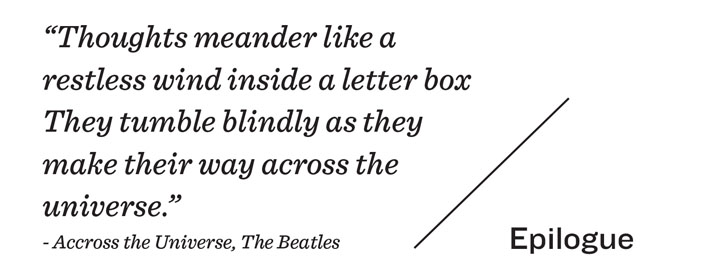 “Thoughts meander like a
restless wind inside a letter box
They tumble blindly as they
make their way across the
universe.”
- Accross the Universe, The Beatles
Epilogue